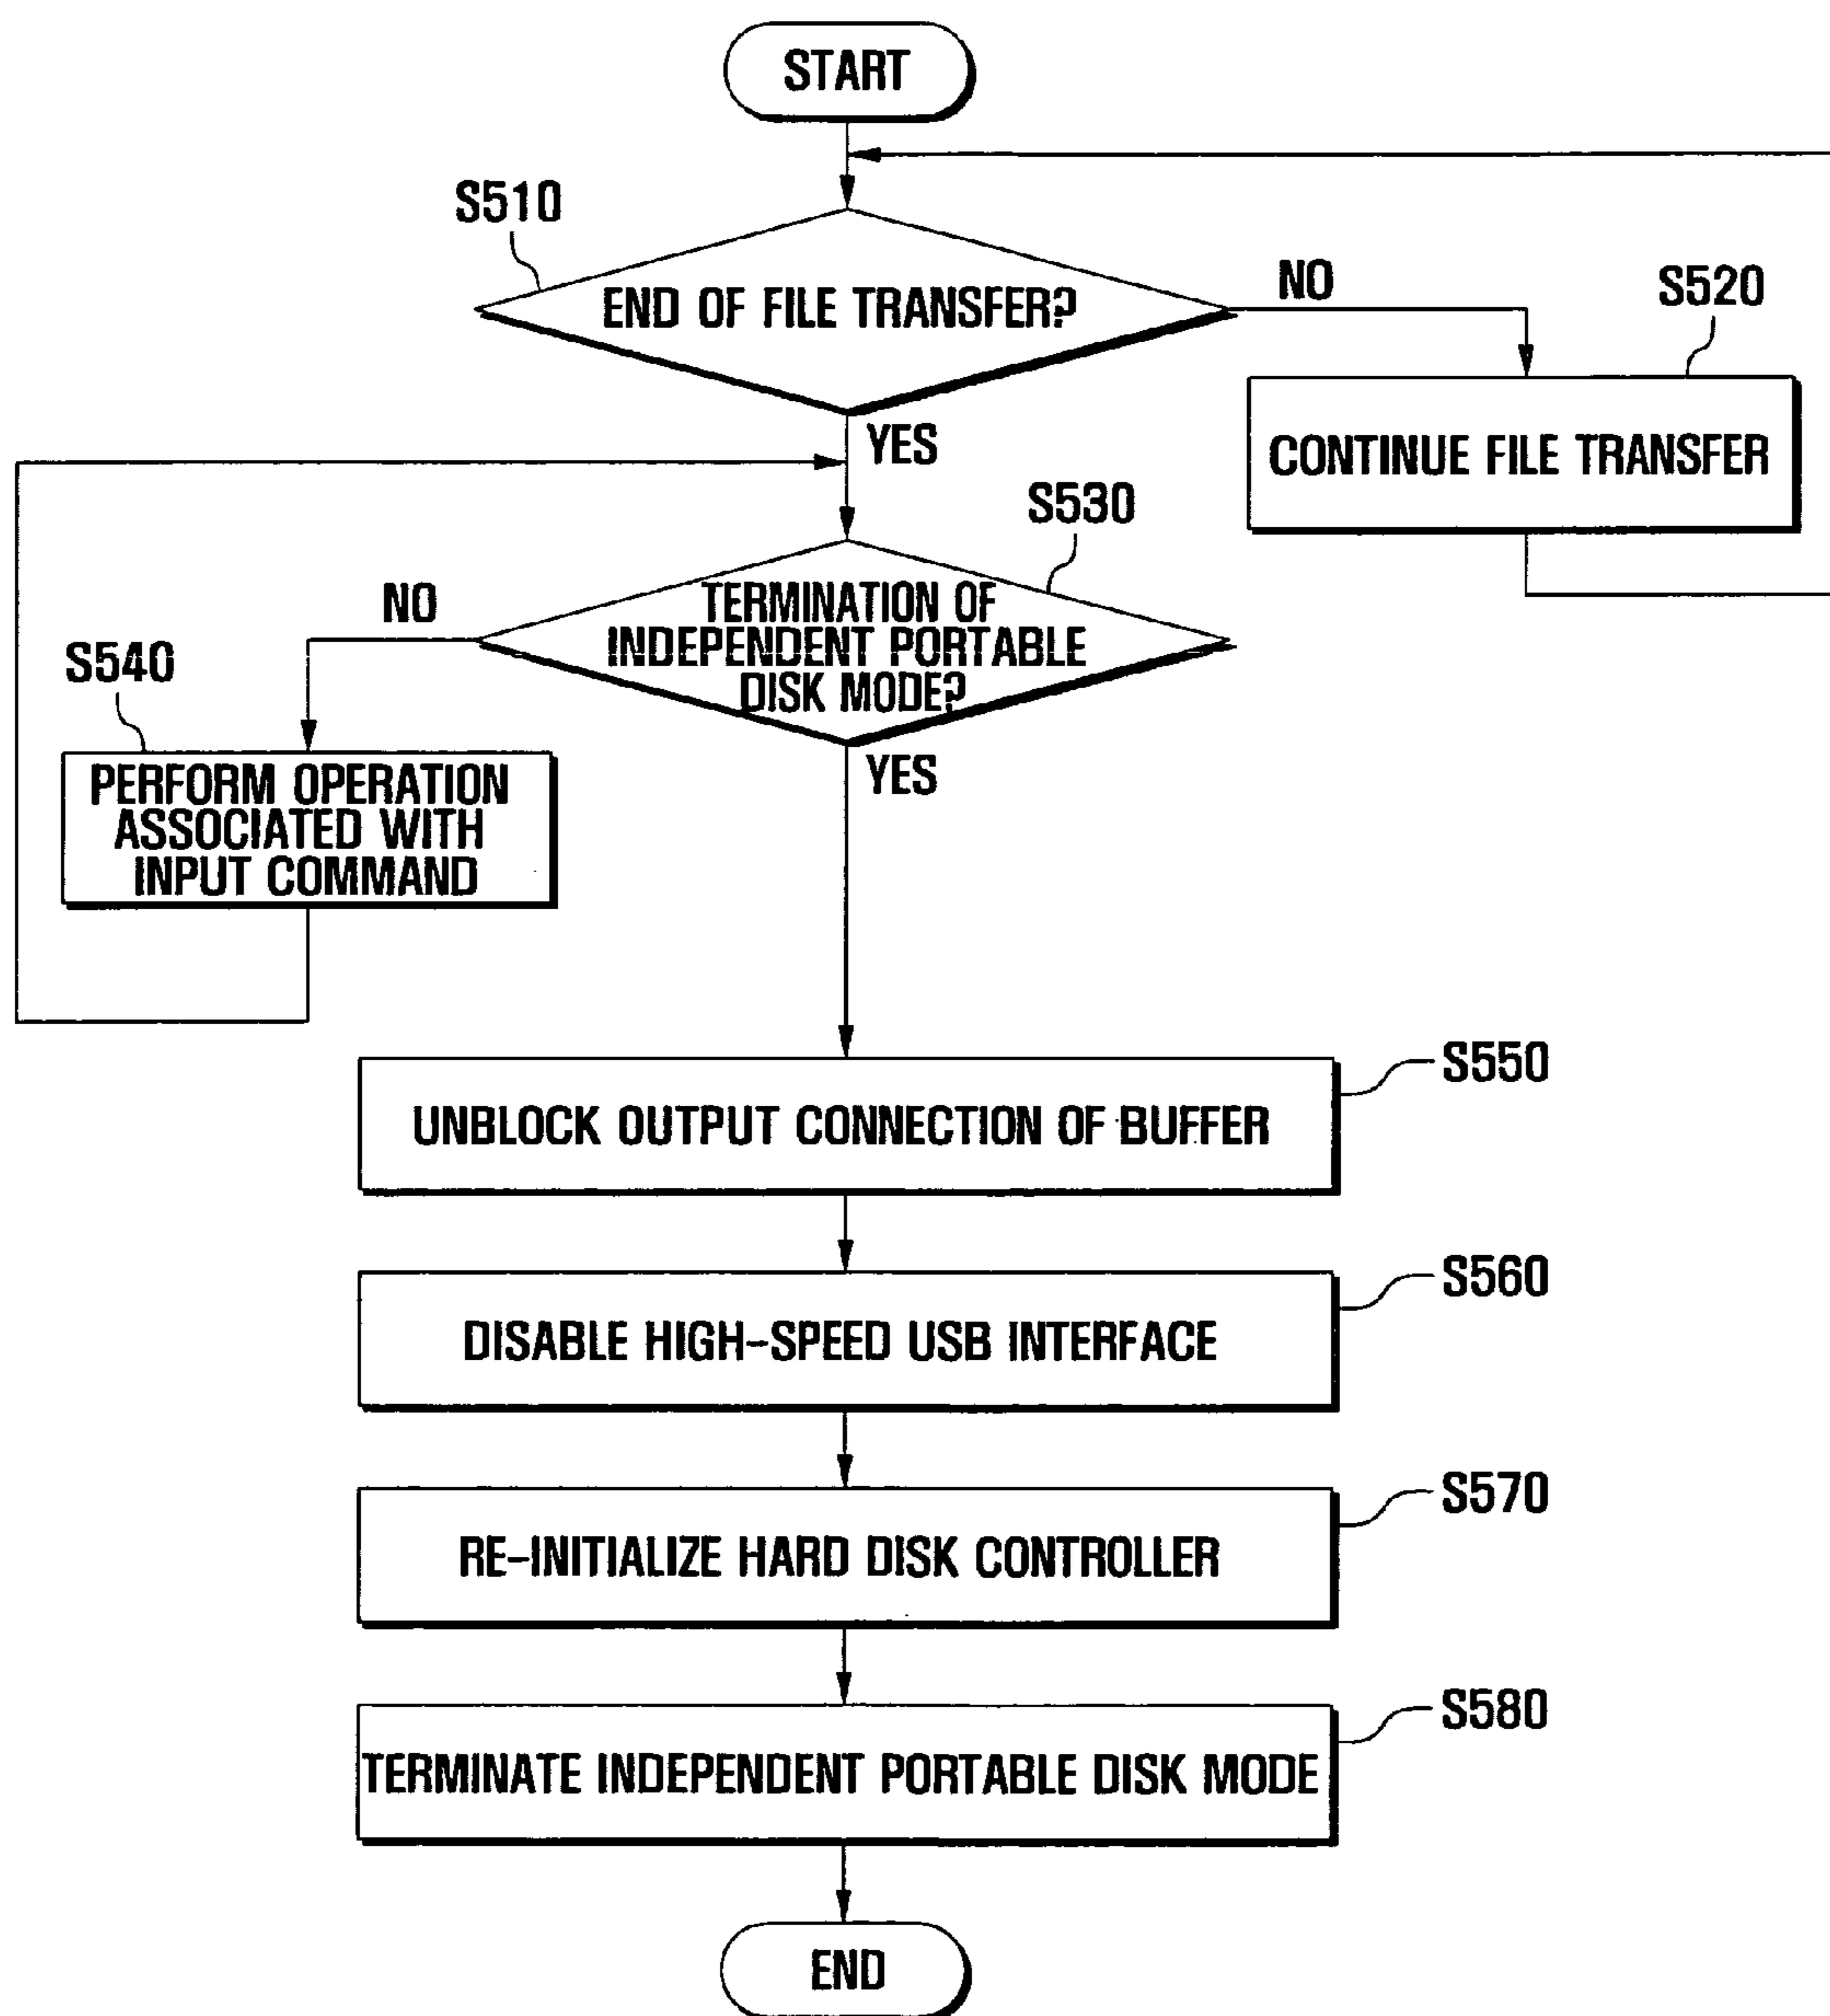 START
S510
END OF FILE TRANSFER?
NO
S520
CONTINUE FILE TRANSFER
YES
S530
TERMINATION OF
INDEPENDENT PORTABLE
DISK MODE?
NO
S540
PERFORM OPERATION
ASSOCIATED WITH
INPUT COMMAND
YES
UNBLOCK OUTPUT CONNECTION OF BUFFER
S550
DISABLE HIGH-SPEED USB INTERFACE
S560
RE-INITIALIZE HARD DISK CONTROLLER
S570
TERMINATE INDEPENDENT PORTABLE DISK MODE
S580
END